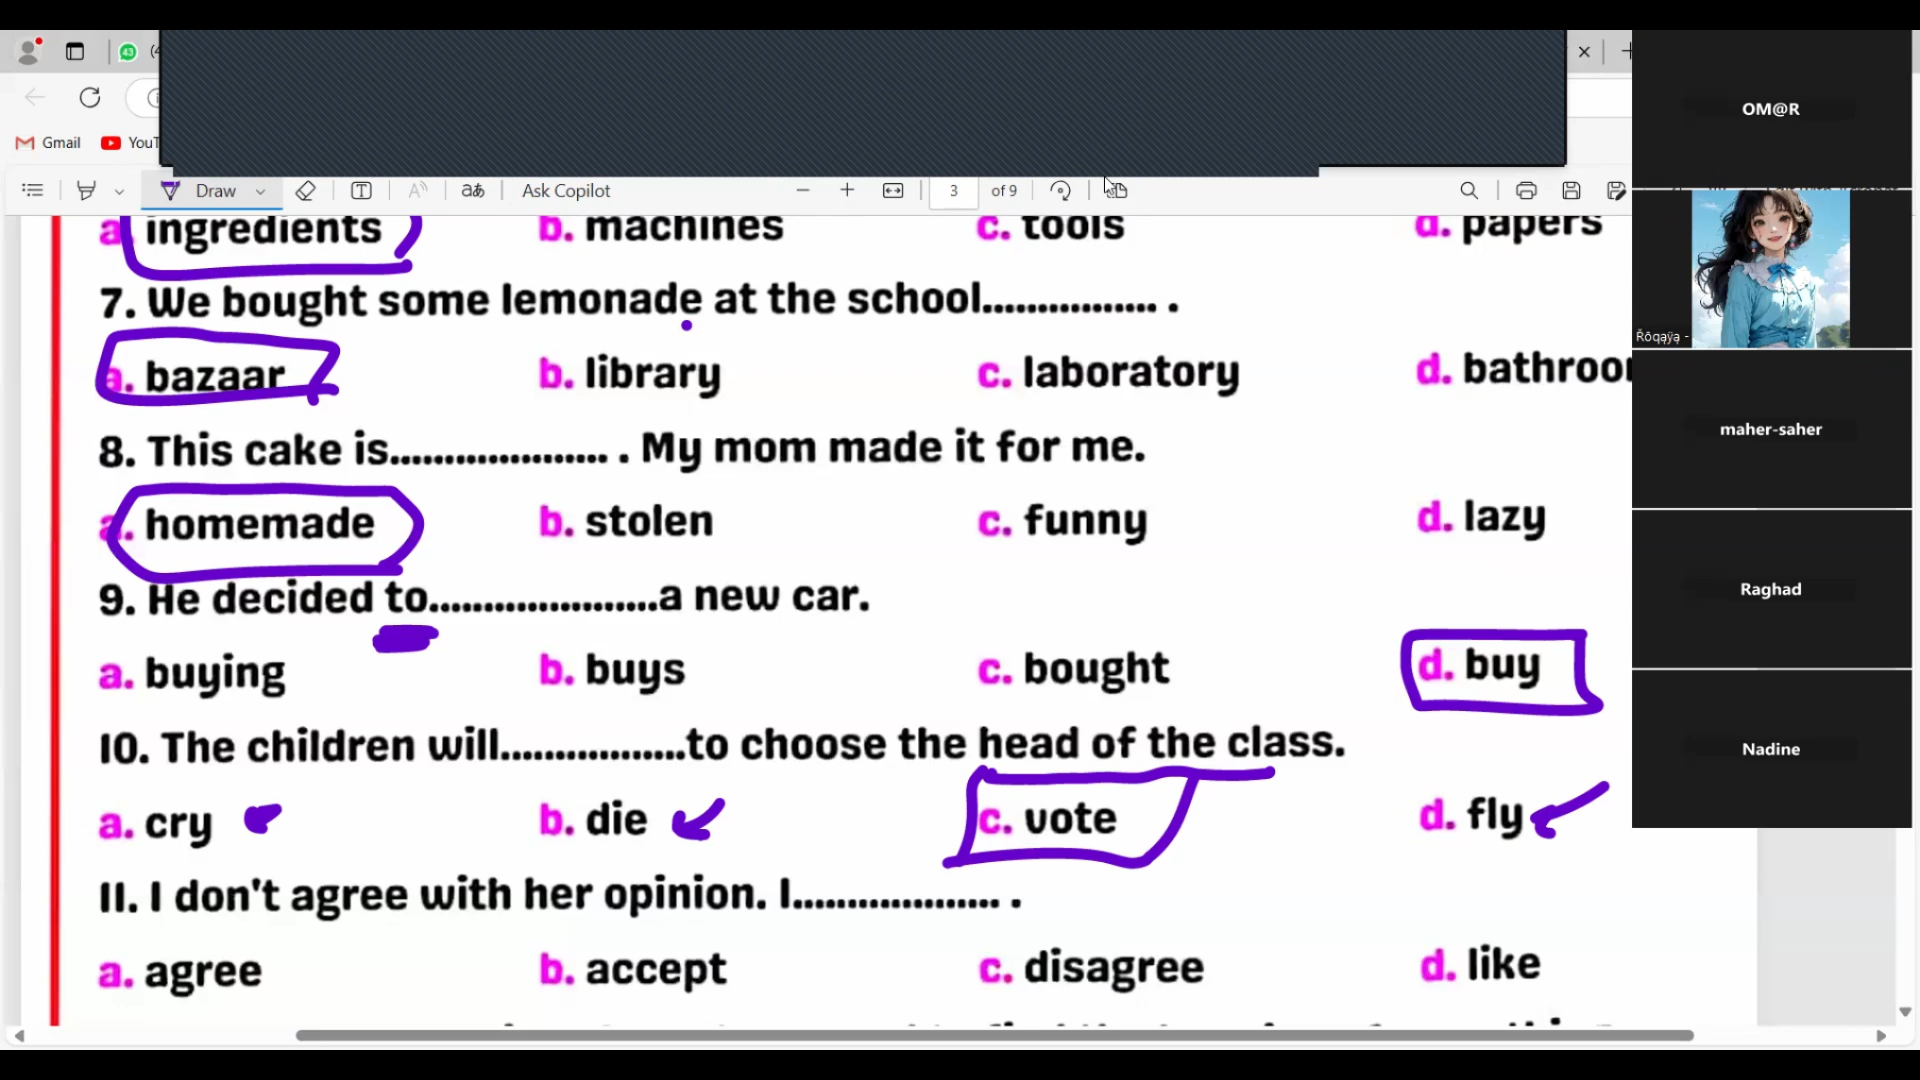 43 (4
Gmail YouT
Draw Ask Copilot 3 of 9
a. ingredients b. machines c. tools d. papers
7. We bought some lemonade at the school............... .
a. bazaar b. library c. laboratory d. bathroo
8. This cake is.................... . My mom made it for me.
a. homemade b. stolen c. funny d. lazy
9. He decided to.....................a new car.
a. buying b. buys c. bought d. buy
10. The children will.................to choose the head of the class.
a. cry b. die c. vote d. fly
11. I don't agree with her opinion. I................... .
a. agree b. accept c. disagree d. like
OM@R
Řōqąÿą -
maher-saher
Raghad
Nadine